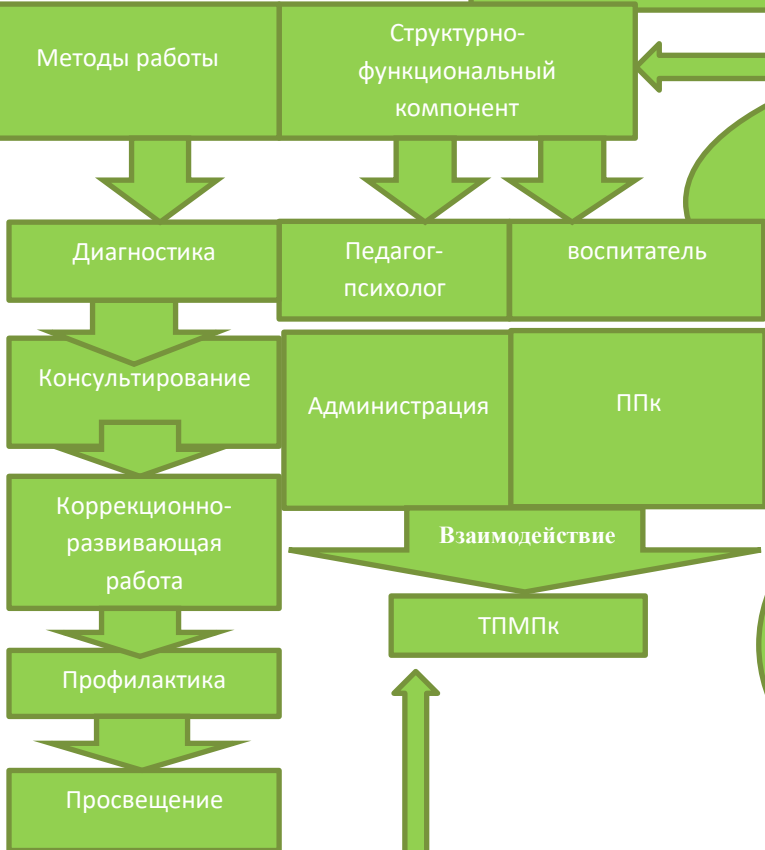 Методы работы
Структурно-
функциональный
компонент
Диагностика
Педагог-
психолог
воспитатель
Консультирование
Администрация
ППк
Коррекционно-
развивающая
работа
Взаимодействие
ТПМПк
Профилактика
Просвещение